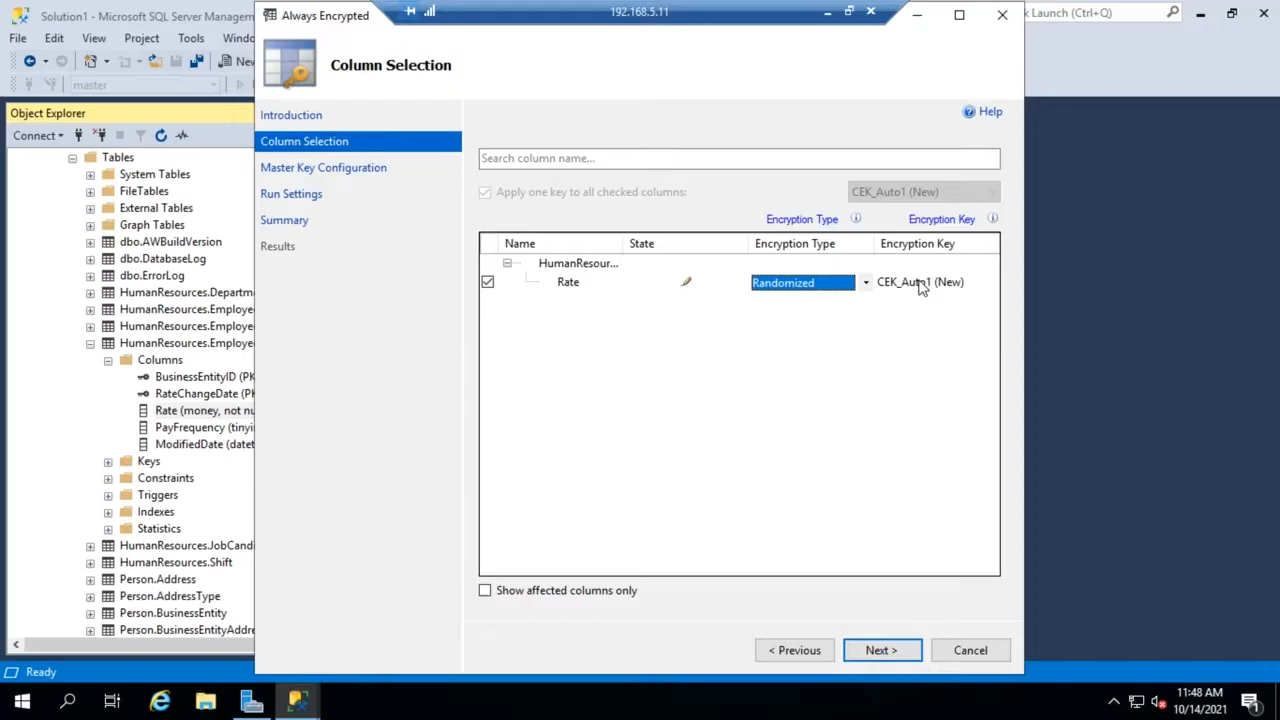 Solution1 - Microsoft SQL Server Managem
Always Encrypted
192.168.5.11
k Launch (Ctrl+Q)
File Edit View Project Tools Windo
Column Selection
New
master
Object Explorer
Connect
Introduction
Column Selection
Master Key Configuration
Run Settings
Summary
Results
Help
Search column name...
Apply one key to all checked columns:
CEK_Auto1 (New)
Encryption Type
Encryption Key
Name State Encryption Type Encryption Key
HumanResour...
Rate Randomized CEK_Auto1 (New)
Show affected columns only
< Previous Next > Cancel
Tables
System Tables
FileTables
External Tables
Graph Tables
dbo.AWBuildVersion
dbo.DatabaseLog
dbo.ErrorLog
HumanResources.Departm
HumanResources.Employe
HumanResources.Employe
HumanResources.Employe
Columns
BusinessEntityID (PK
RateChangeDate (PK
Rate (money, not nu
PayFrequency (tinyi
ModifiedDate (datet
Keys
Constraints
Triggers
Indexes
Statistics
HumanResources.JobCandi
HumanResources.Shift
Person.Address
Person.AddressType
Person.BusinessEntity
Person.BusinessEntityAddre
Ready
11:48 AM
10/14/2021
1